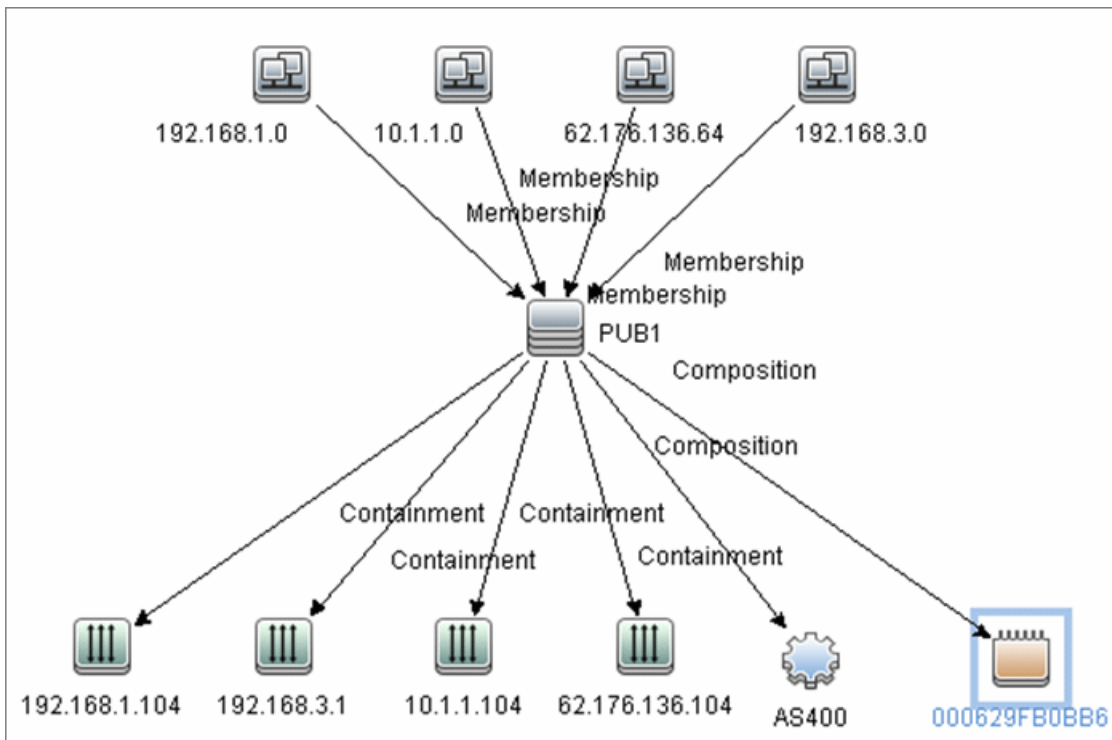 192.168.1.0
10.1.1.0
62.176.136.64
192.168.3.0
Membership
Membership
Membership
Membership
PUB1
Composition
Composition
Containment
Containment
Containment
Containment
192.168.1.104
192.168.3.1
10.1.1.104
62.176.136.104
AS400
000629FB0BB6